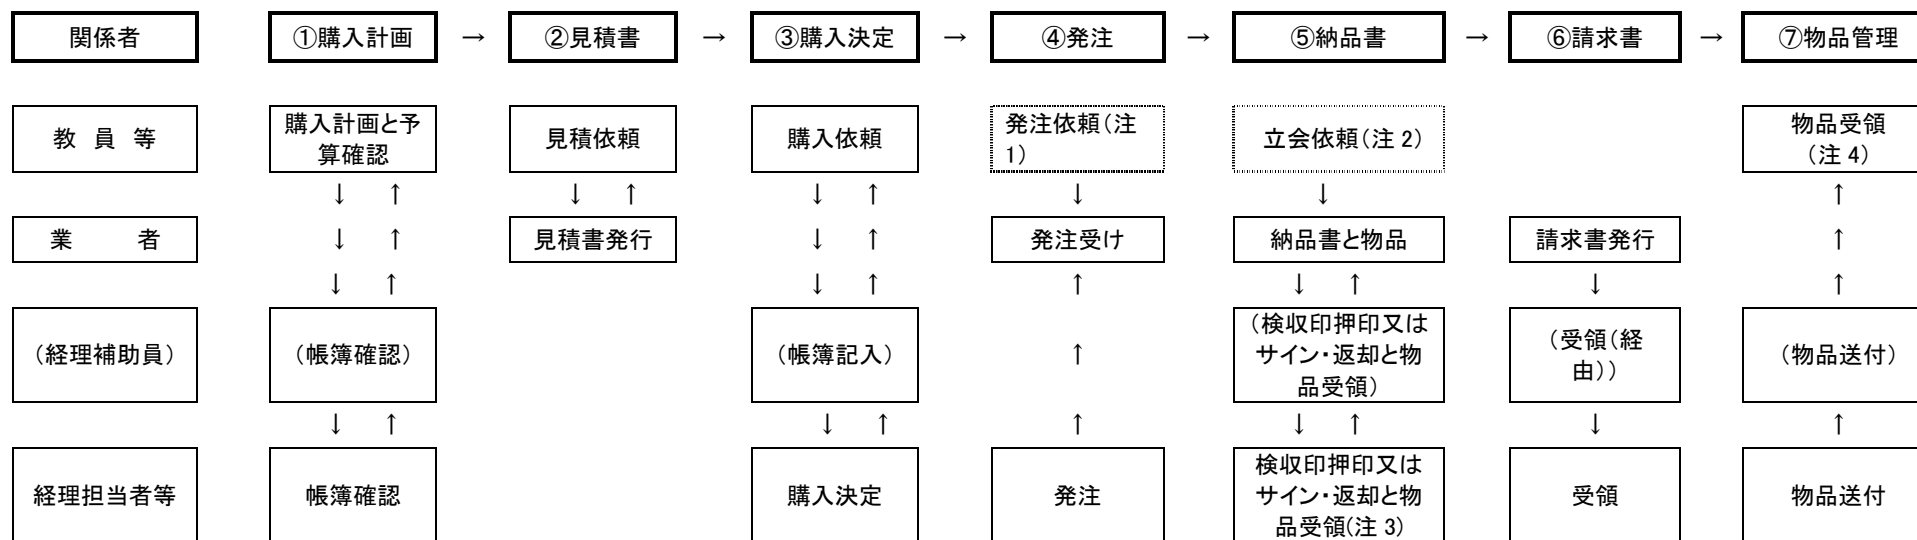 関係者 ①購入計画 → ②見積書 → ③購入決定 → ④発注 → ⑤納品書 → ⑥請求書 → ⑦物品管理
教 員 等
購入計画と予
算確認
見積依頼
購入依頼
発注依頼(注
1)
立会依頼(注 2)
物品受領
(注 4)
↓ ↑ ↓ ↑ ↓ ↑ ↓ ↓ ↑
業 者 ↓ ↑ 見積書発行 ↓ ↑ 発注受け 納品書と物品 請求書発行 ↑
↓ ↑ ↓ ↑ ↑ ↓ ↑ ↓ ↑
(経理補助員)
(帳簿確認)
(帳簿記入)
↑
(検収印押印又は
サイン・返却と物
品受領)
(受領(経
由))
(物品送付)
↓ ↑ ↓ ↑ ↑ ↓ ↑ ↓ ↑
経理担当者等
帳簿確認
購入決定
発注
検収印押印又は
サイン・返却と物
品受領(注 3)
受領
物品送付